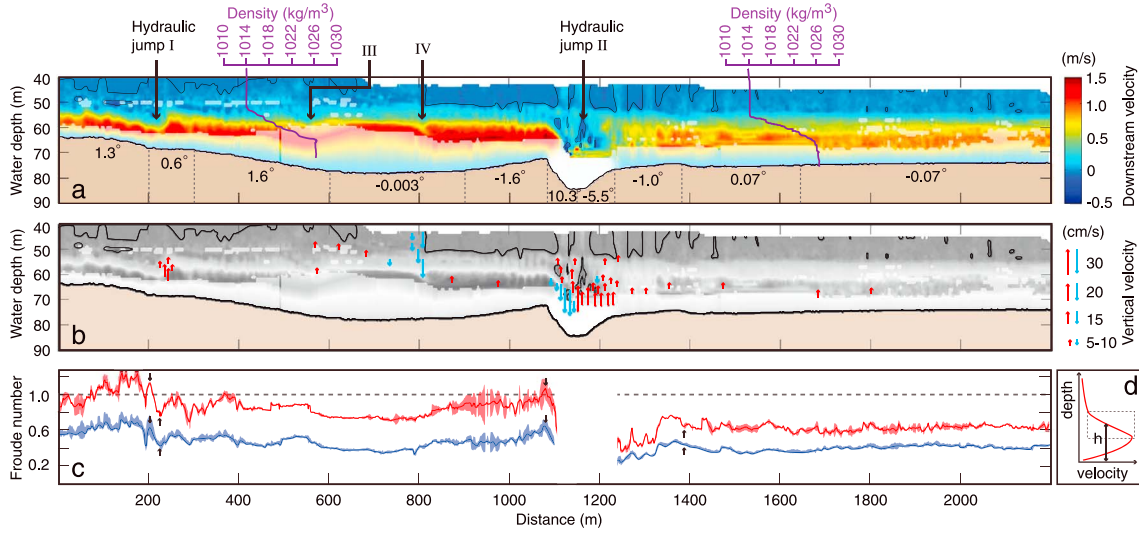 a
Hydraulic
jump I
Density (kg/m³)
1010
1014
1018
1022
1026
1030
III
IV
Hydraulic
jump II
Density (kg/m³)
1010
1014
1018
1022
1026
1030
(m/s)
Water depth (m)
40
50
60
70
80
90
1.3°
0.6°
1.6°
-0.003°
-1.6°
10.3°
-5.5°
-1.0°
0.07°
-0.07°
a
1.5
1.0
0.5
0
-0.5
Downstream velocity
Water depth (m)
40
50
60
70
80
90
b
(cm/s)
30
20
15
5-10
Vertical velocity
Froude number
1.0
0.6
0.2
c
200
400
600
800
1000
1200
1400
1600
1800
2000
Distance (m)
d
depth
h
velocity